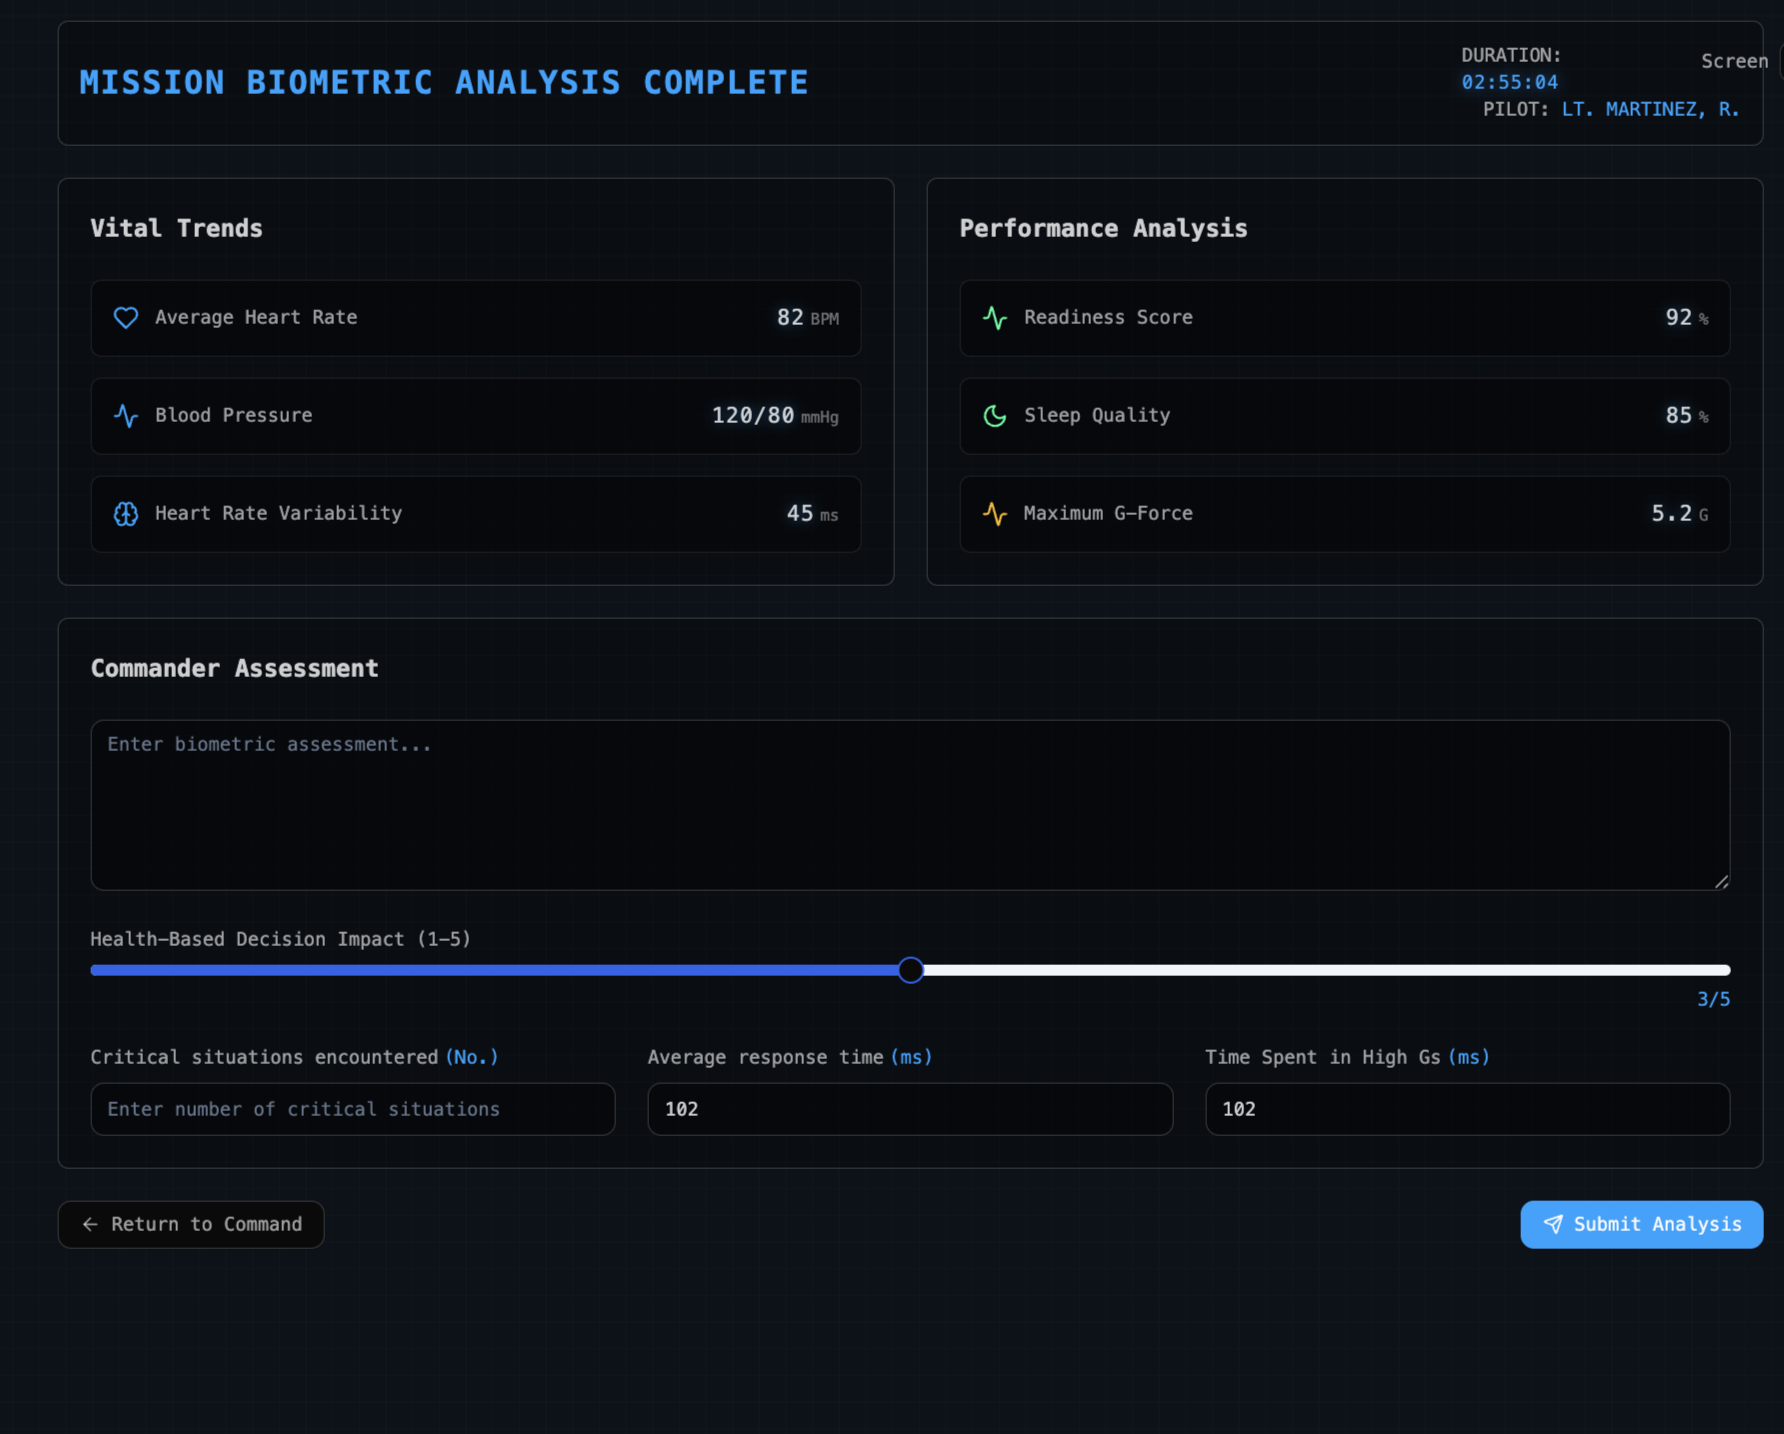 MISSION BIOMETRIC ANALYSIS COMPLETE
DURATION:
02:55:04
PILOT: LT. MARTINEZ, R.
Screen
Vital Trends
Average Heart Rate
82 BPM
Blood Pressure
120/80 mmHg
Heart Rate Variability
45 ms
Performance Analysis
Readiness Score
92 %
Sleep Quality
85 %
Maximum G-Force
5.2 G
Commander Assessment
Enter biometric assessment...
Health-Based Decision Impact (1-5)
3/5
Critical situations encountered (No.)
Enter number of critical situations
Average response time (ms)
102
Time Spent in High Gs (ms)
102
Return to Command
Submit Analysis